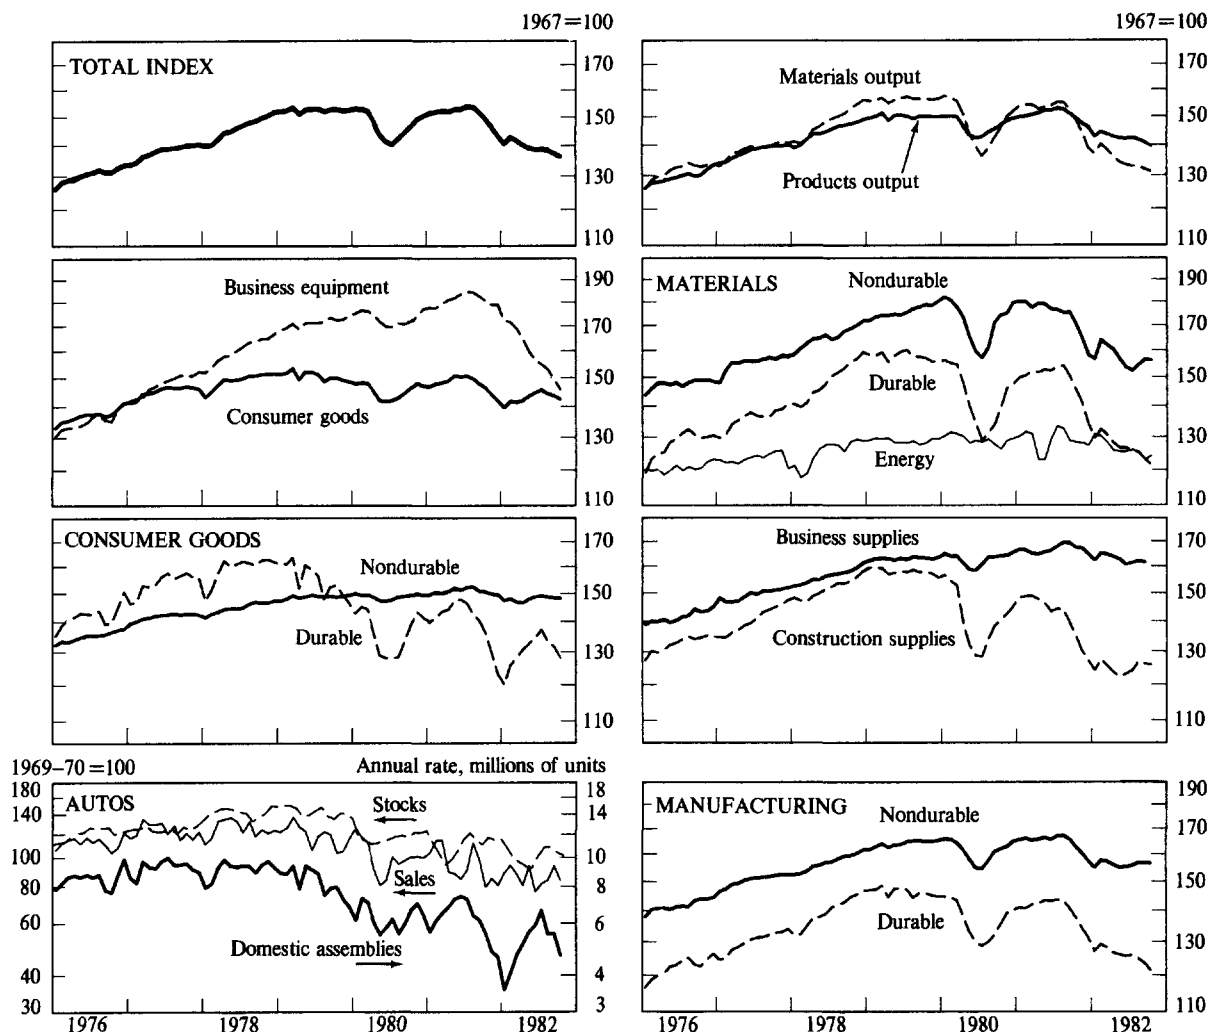 1967=100
TOTAL INDEX
170
150
130
110
1967=100
Materials output
Products output
170
150
130
110
Business equipment
Consumer goods
190
170
150
130
110
MATERIALS
Nondurable
Durable
Energy
190
170
150
130
110
CONSUMER GOODS
Nondurable
Durable
170
150
130
110
Business supplies
Construction supplies
170
150
130
110
1969–70=100
Annual rate, millions of units
AUTOS
Stocks
Sales
Domestic assemblies
180
140
100
80
60
40
30
18
14
10
8
6
4
3
1976
1978
1980
1982
MANUFACTURING
Nondurable
Durable
190
170
150
130
110
1976
1978
1980
1982